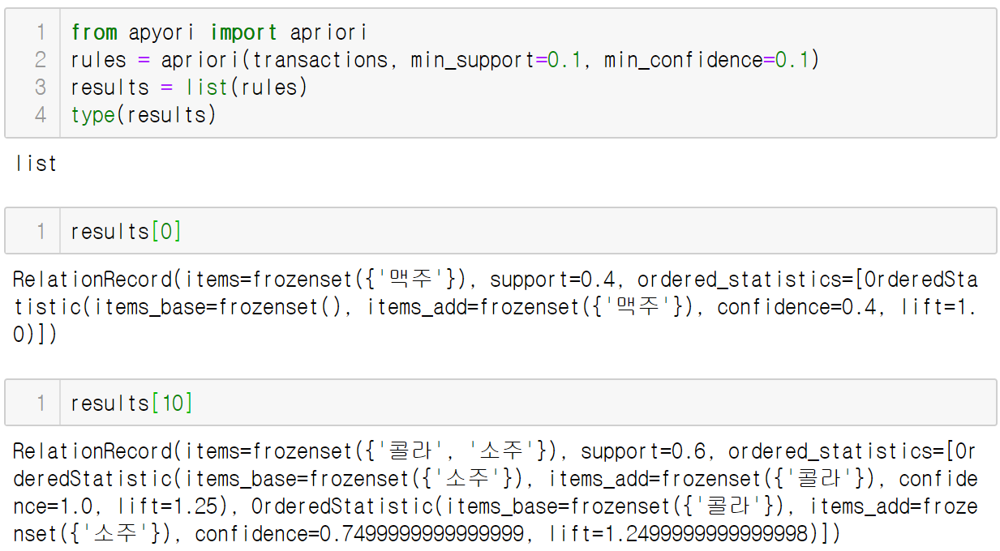 1 from apyori import apriori
2 rules = apriori(transactions, min_support=0.1, min_confidence=0.1)
3 results = list(rules)
4 type(results)
list
1 results[0]
RelationRecord(items=frozenset({'맥주'}), support=0.4, ordered_statistics=[OrderedSta
tistic(items_base=frozenset(), items_add=frozenset({'맥주'}), confidence=0.4, lift=1.
0)])
1 results[10]
RelationRecord(items=frozenset({'콜라', '소주'}), support=0.6, ordered_statistics=[Or
deredStatistic(items_base=frozenset({'소주'}), items_add=frozenset({'콜라'}), confide
nce=1.0, lift=1.25), OrderedStatistic(items_base=frozenset({'콜라'}), items_add=froze
nset({'소주'}), confidence=0.7499999999999999, lift=1.2499999999999998)])